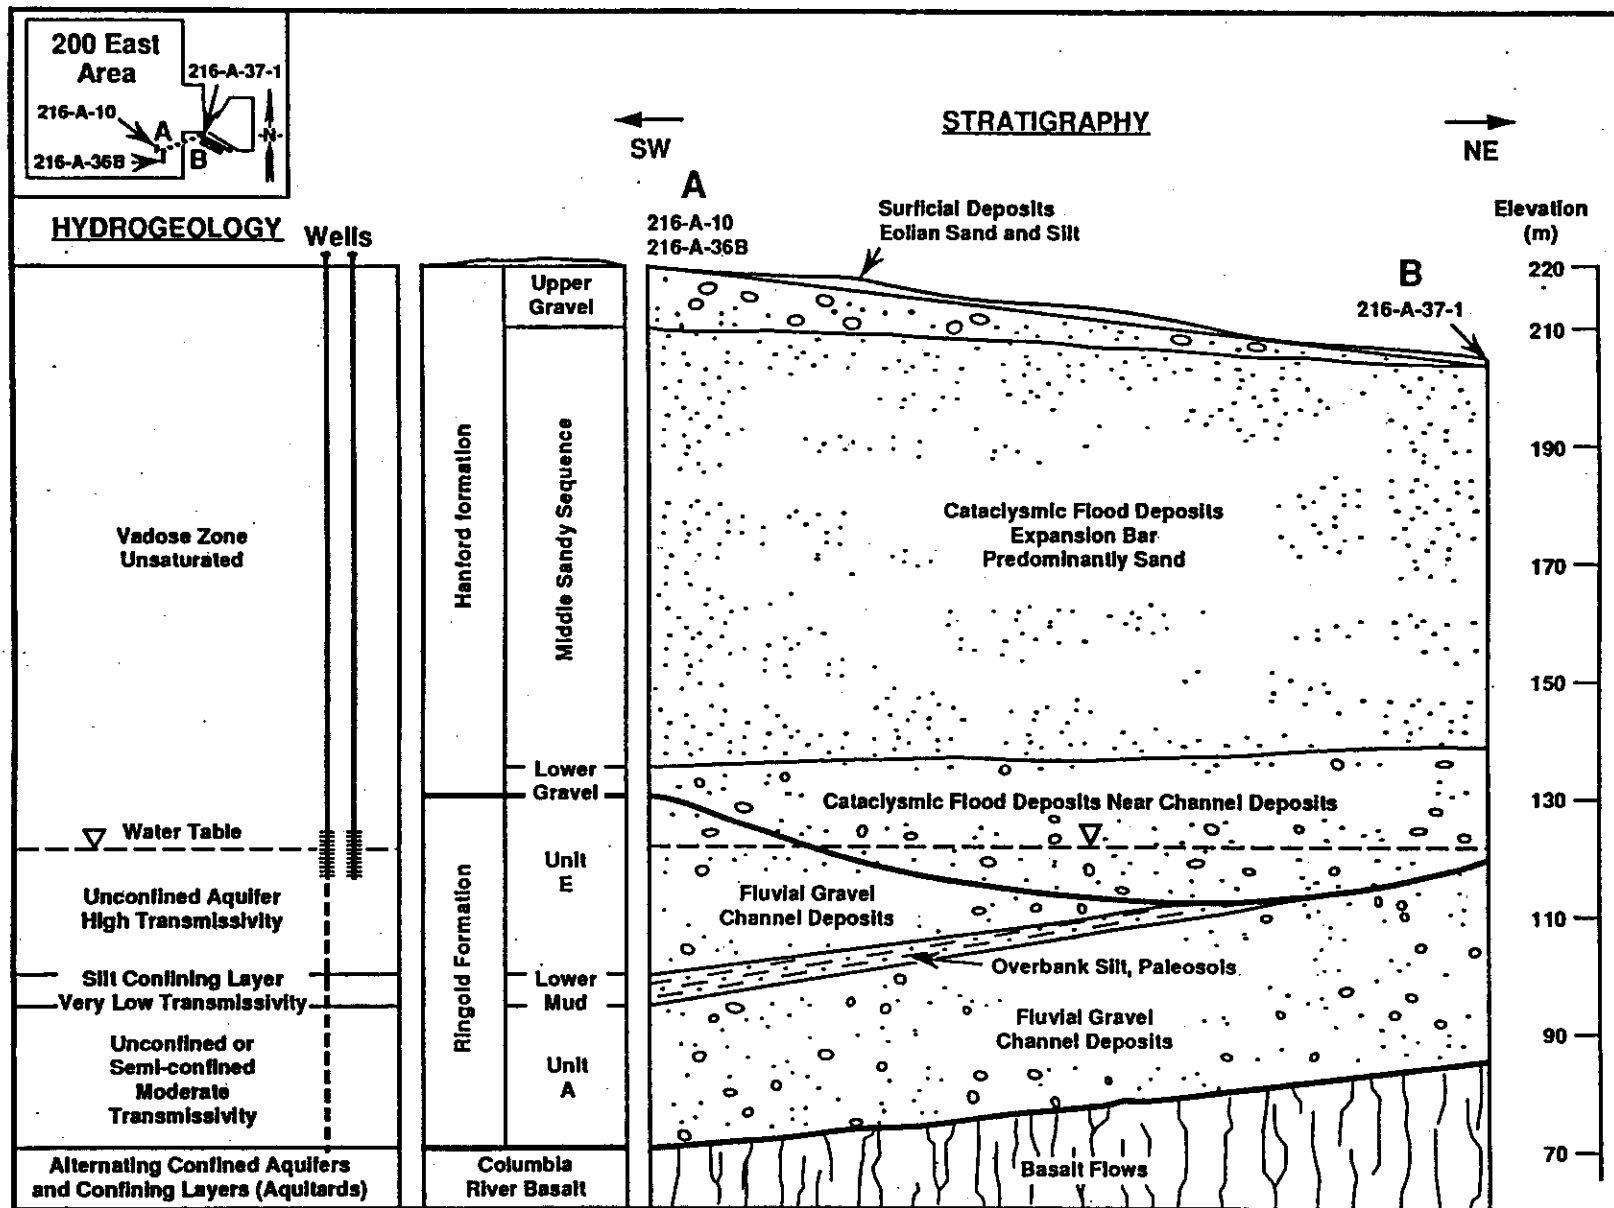 200 East
Area
216-A-37-1
216-A-10
A
216-A-36B
B
N
STRATIGRAPHY
SW
NE
HYDROGEOLOGY
Wells
A
216-A-10
216-A-36B
Surficial Deposits
Eolian Sand and Silt
B
216-A-37-1
Elevation
(m)
220
210
190
170
150
130
110
90
70
Vadose Zone
Unsaturated
Water Table
Unconfined Aquifer
High Transmissivity
Silt Confining Layer
Very Low Transmissivity
Unconfined or
Semi-confined
Moderate
Transmissivity
Alternating Confined Aquifers
and Confining Layers (Aquitards)
Hanford formation
Ringold Formation
Upper
Gravel
Middle Sandy Sequence
Lower
Gravel
Unit
E
Lower
Mud
Unit
A
Columbia
River Basalt
Cataclysmic Flood Deposits
Expansion Bar
Predominantly Sand
Cataclysmic Flood Deposits Near Channel Deposits
Fluvial Gravel
Channel Deposits
Overbank Silt, Paleosols
Fluvial Gravel
Channel Deposits
Basalt Flows